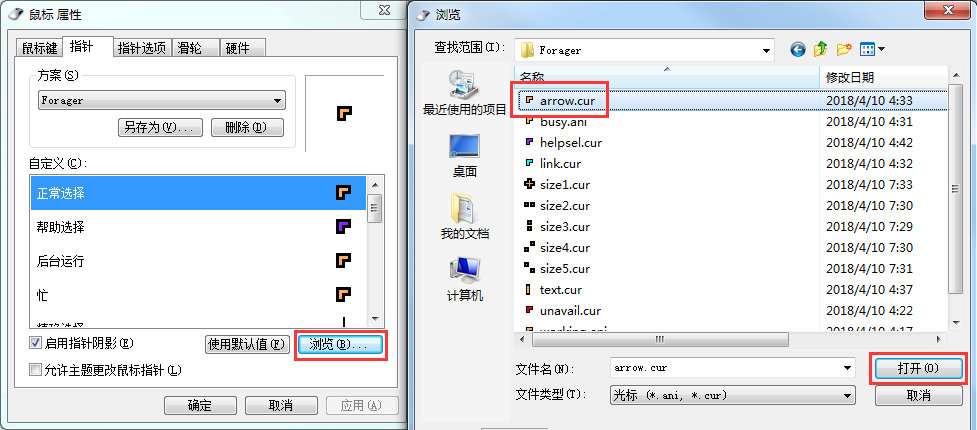 鼠标 属性
鼠标键
指针
指针选项
滑轮
硬件
方案(S)
Forager
另存为(V)...
删除(D)
自定义(C):
正常选择
帮助选择
后台运行
忙
精确选择
启用指针阴影(E)
使用默认值(F)
浏览(B)...
允许主题更改鼠标指针(L)
确定
取消
应用(A)
浏览
查找范围(I):
Forager
最近使用的项目
桌面
我的文档
计算机
名称
修改日期
arrow.cur 2018/4/10 4:33
busy.ani 2018/4/10 4:31
helpsel.cur 2018/4/10 4:42
link.cur 2018/4/10 4:32
size1.cur 2018/4/10 7:33
size2.cur 2018/4/10 7:30
size3.cur 2018/4/10 7:29
size4.cur 2018/4/10 7:30
size5.cur 2018/4/10 7:31
text.cur 2018/4/10 4:37
unavail.cur 2018/4/10 4:22
working.ani 2018/4/10 4:17
文件名(N):
arrow.cur
打开(O)
文件类型(T):
光标 (*.ani, *.cur)
取消